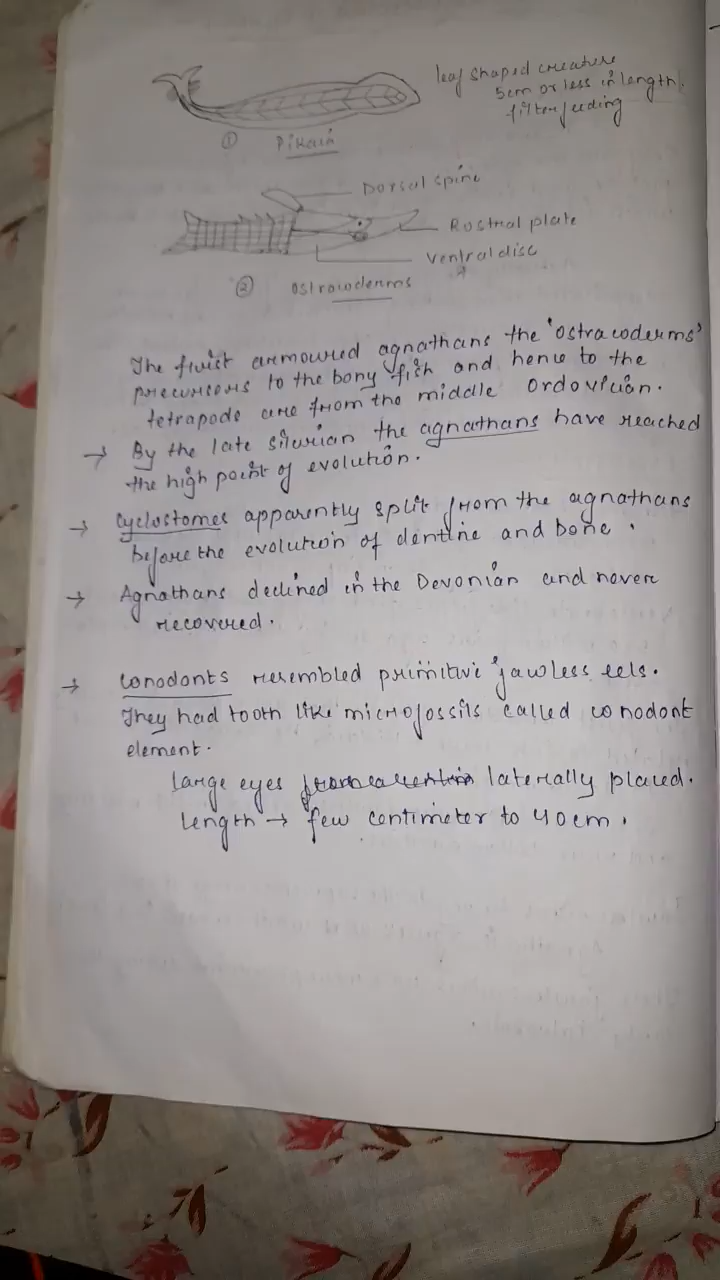 leaf shaped creature
5cm or less in length.
filter feeding
① Pikaia
Dorsal spine
Rostral plate
Ventral disc
② Ostracoderms
The first armoured agnathans the 'Ostracoderms'
precursors to the bony fish and hence to the
tetrapods are from the middle Ordovician.
→ By the late silurian the agnathans have reached
the high point of evolution.
→ Cyclostomes apparently split from the agnathans
before the evolution of dentine and bone.
→ Agnathans declined in the Devonian and never
recovered.
→ Conodonts resembled primitive jawless eels.
They had tooth like microfossils called conodont
element.
Large eyes laterally placed.
Length → few centimeter to 40cm.